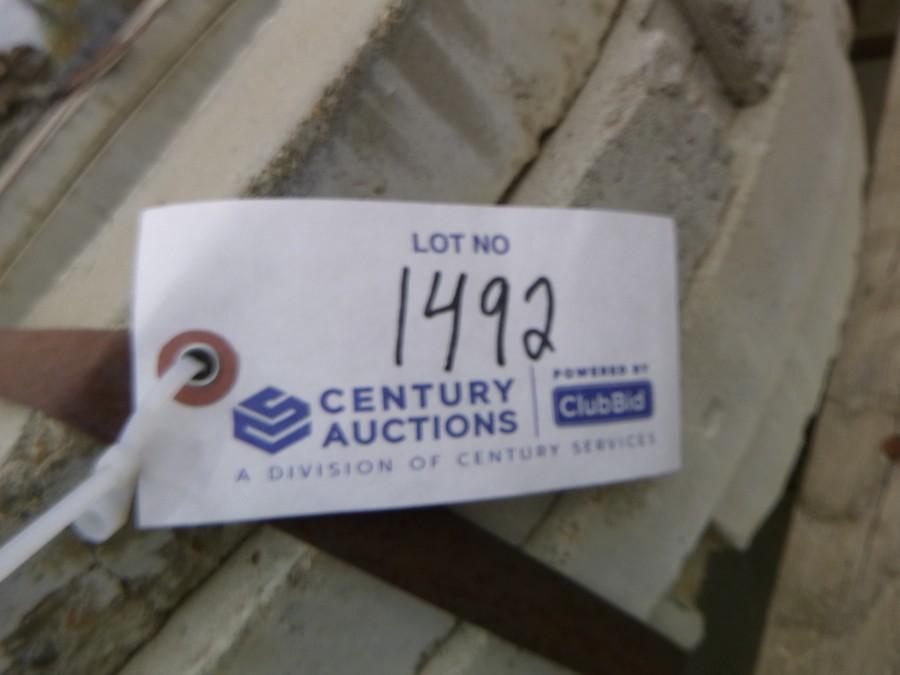 LOT NO
1492
CENTURY
AUCTIONS
POWERED BY
ClubBid
A DIVISION OF CENTURY SERVICES